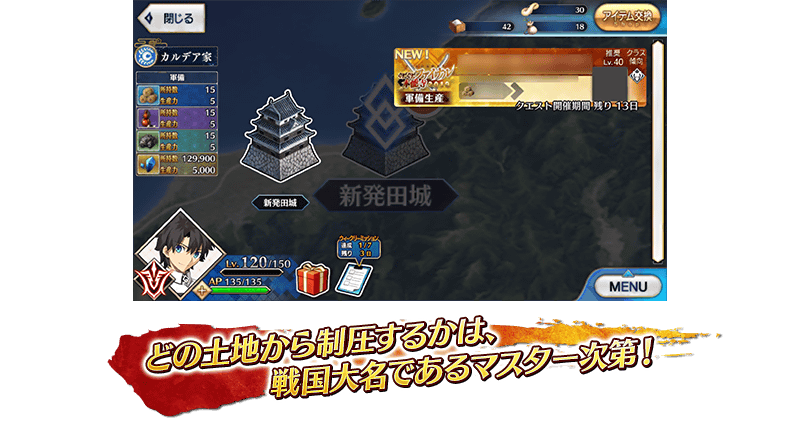 閉じる
30
42
18
アイテム交換
カルデア家
軍備
所持数 15
生産力 5
所持数 15
生産力 5
所持数 15
生産力 5
所持数 129,900
生産力 5,000
NEW!
軍備生産
推奨 クラス
Lv.40 傾向
クエスト開催期間 残り 13日
新発田城
新発田城
ウィークリーミッション
達成 1/7
残り 3日
Lv.120/150
AP 135/135
MENU
どの土地から制圧するかは、
戦国大名であるマスター次第!